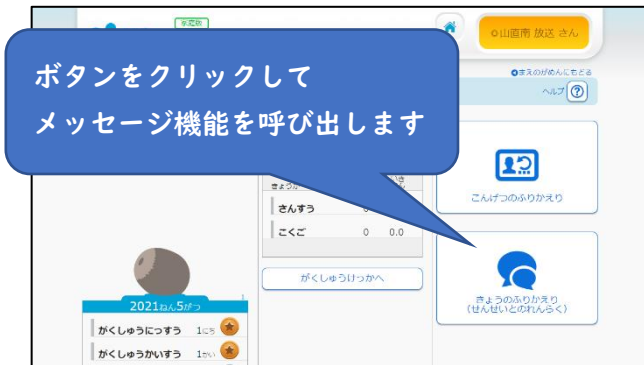 家庭版
山直南 放送 さん
ボタンをクリックして
メッセージ機能を呼び出します
まえのがめんにもどる
ヘルプ
こんげつのふりかえり
さんすう
こくご 0 0.0
がくしゅうけっかへ
きょうのふりかえり
(せんせいとのれんらく)
2021ねん5がつ
がくしゅうにっすう 1にち
がくしゅうかいすう 1かい